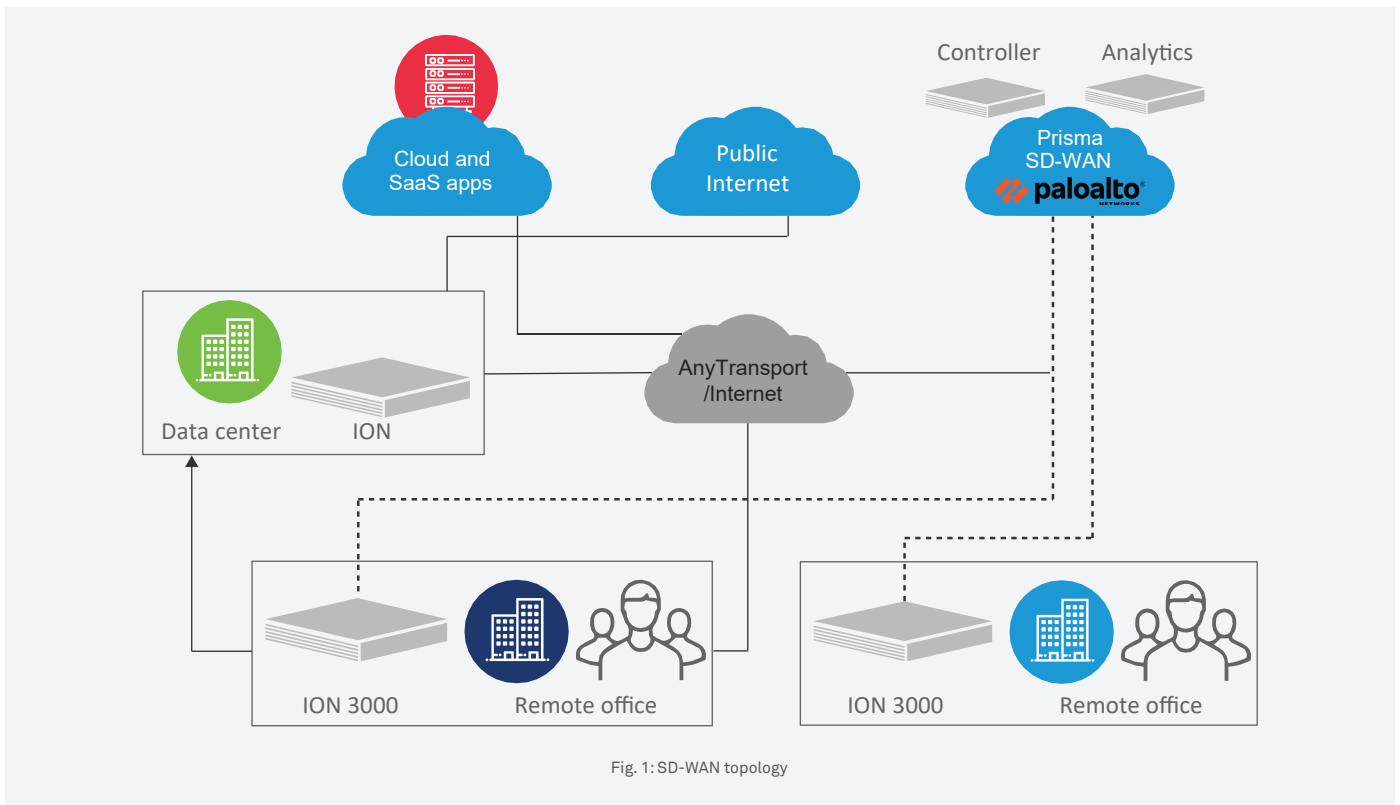 Controller
Analytics
Cloud and
SaaS apps
Public
Internet
Prisma
SD-WAN
paloalto®
NETWORKS
AnyTransport
/Internet
Data center
ION
ION 3000
Remote office
ION 3000
Remote office
Fig. 1: SD-WAN topology